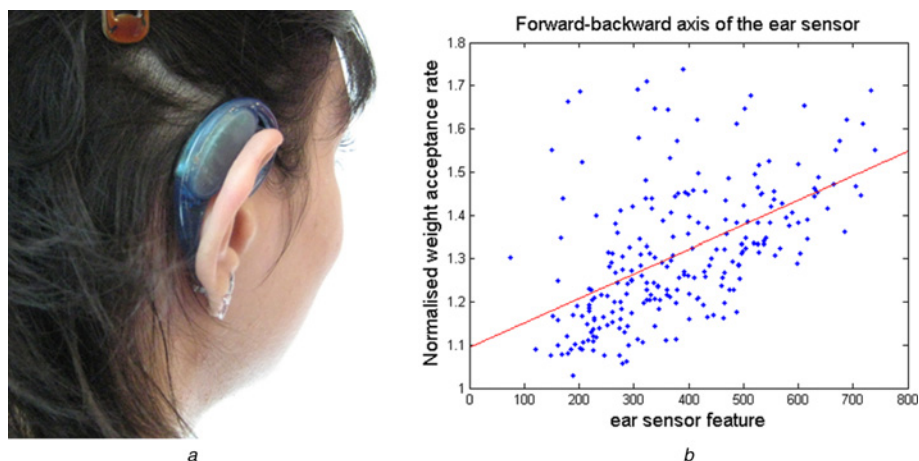 Forward-backward axis of the ear sensor
Normalised weight acceptance rate
1.8
1.7
1.6
1.5
1.4
1.3
1.2
1.1
1
0 100 200 300 400 500 600 700 800
ear sensor feature
a b